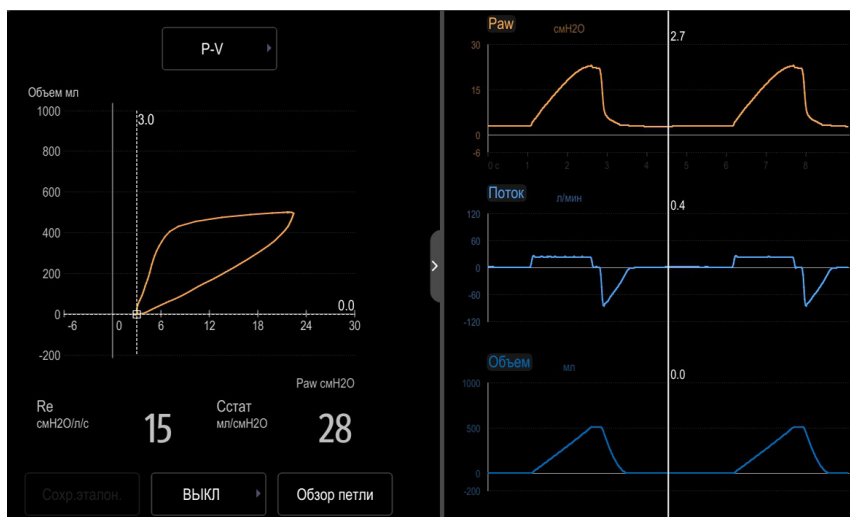 P-V
Объем мл
1000
3.0
800
600
400
200
0.0
0
-6
0
6
12
18
24
30
-200
Paw смH2O
Re
смH2O/л/с
15
Сстат
мл/смH2O
28
Сохр.эталон.
ВЫКЛ
Обзор петли
Paw
смH2O
2.7
30
15
0
-6
0 с
1
2
3
4
5
6
7
8
Поток
л/мин
0.4
120
60
0
-60
-120
Объем
мл
0.0
1000
500
0
-200